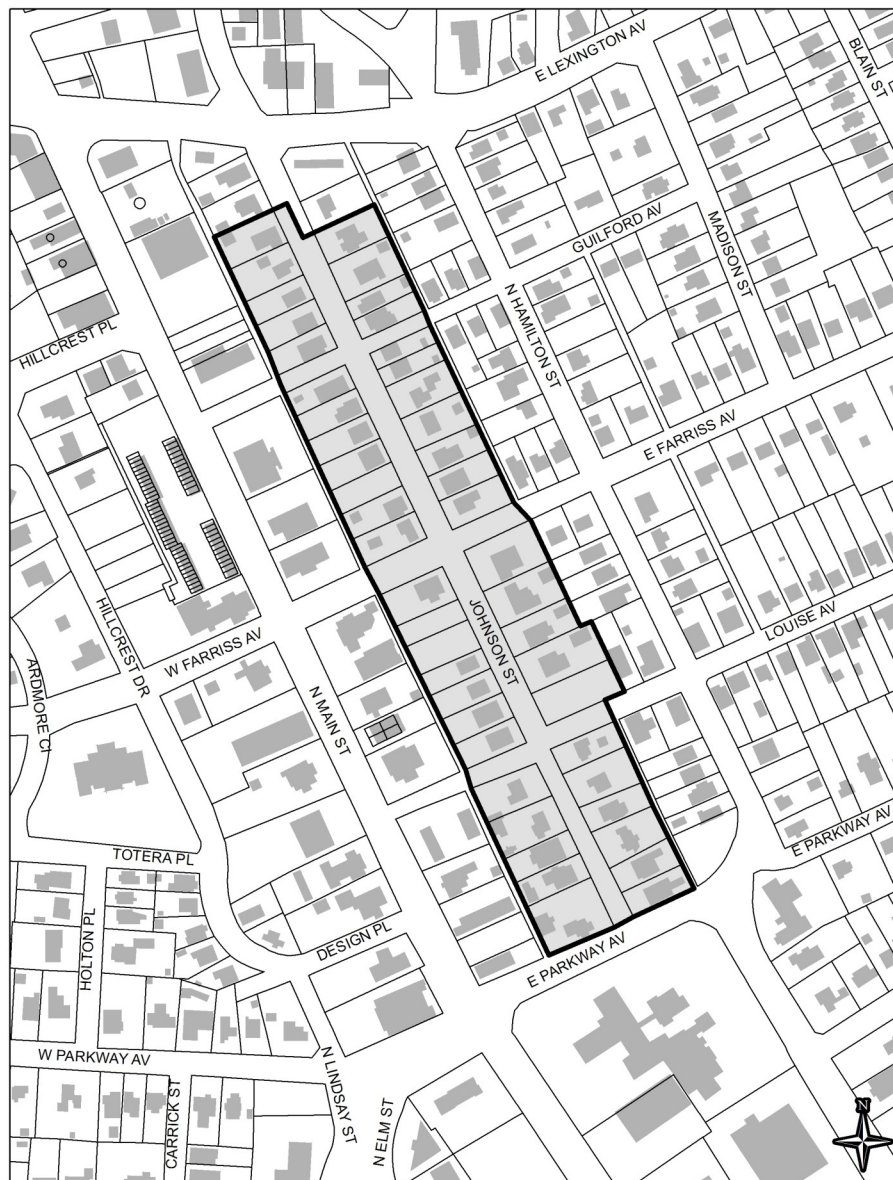 E LEXINGTON AV
BLAIN ST
GUILFORD AV
MADISON ST
N HAMILTON ST
HILLCREST PL
E FARRISS AV
JOHNSON ST
LOUISE AV
HILLCREST DR
W FARRISS AV
ARDMORE CI
N MAIN ST
E PARKWAY AV
TOTERA PL
HOLTON PL
DESIGN PL
E PARKWAY AV
W PARKWAY AV
CARRICK ST
N LINDSAY ST
N ELM ST
N